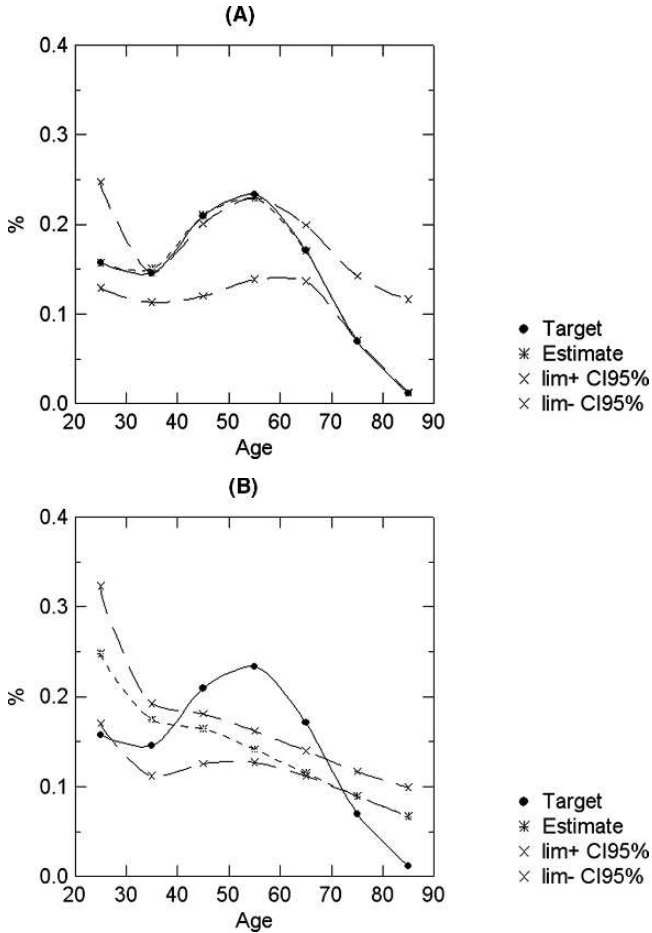 (A)
0.4
0.3
0.2
0.1
0.0
%
20 30 40 50 60 70 80 90
Age
Target
Estimate
lim+ CI95%
lim- CI95%
(B)
0.4
0.3
0.2
0.1
0.0
%
20 30 40 50 60 70 80 90
Age
Target
Estimate
lim+ CI95%
lim- CI95%